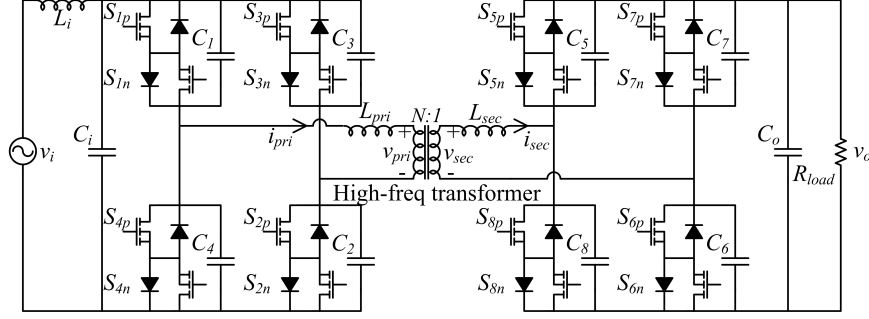 L_i
S_1p
C_1
S_1n
S_3p
C_3
S_3n
S_5p
C_5
S_5n
S_7p
C_7
S_7n
C_i
v_i
i_pri
L_pri
N:1
L_sec
i_sec
+
+
v_pri
v_sec
-
-
High-freq transformer
C_o
R_load
v_o
S_4p
C_4
S_4n
S_2p
C_2
S_2n
S_8p
C_8
S_8n
S_6p
C_6
S_6n